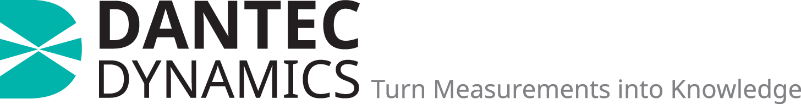 DANTEC
DYNAMICS
Turn Measurements into Knowledge